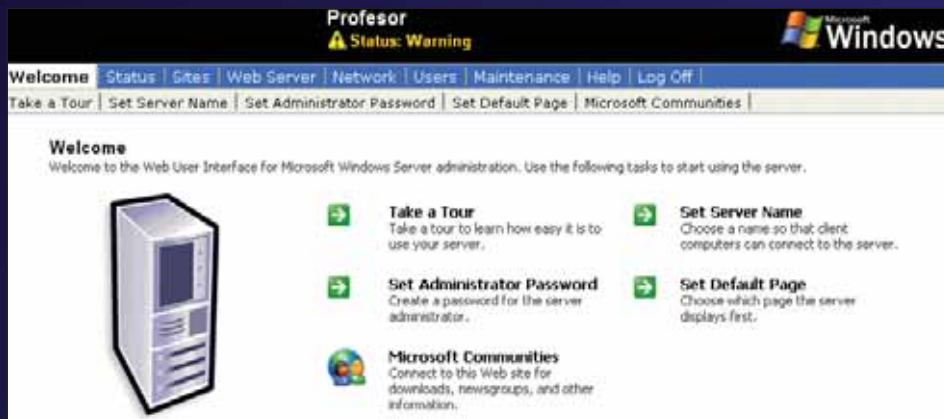 Profesor
Status: Warning
Microsoft
Windows
Welcome | Status | Sites | Web Server | Network | Users | Maintenance | Help | Log Off |
Take a Tour | Set Server Name | Set Administrator Password | Set Default Page | Microsoft Communities |
Welcome
Welcome to the Web User Interface for Microsoft Windows Server administration. Use the following tasks to start using the server.
Take a Tour
Take a tour to learn how easy it is to
use your server.
Set Server Name
Choose a name so that client
computers can connect to the server.
Set Administrator Password
Create a password for the server
administrator.
Set Default Page
Choose which page the server
displays first.
Microsoft Communities
Connect to this Web site for
downloads, newsgroups, and other
information.